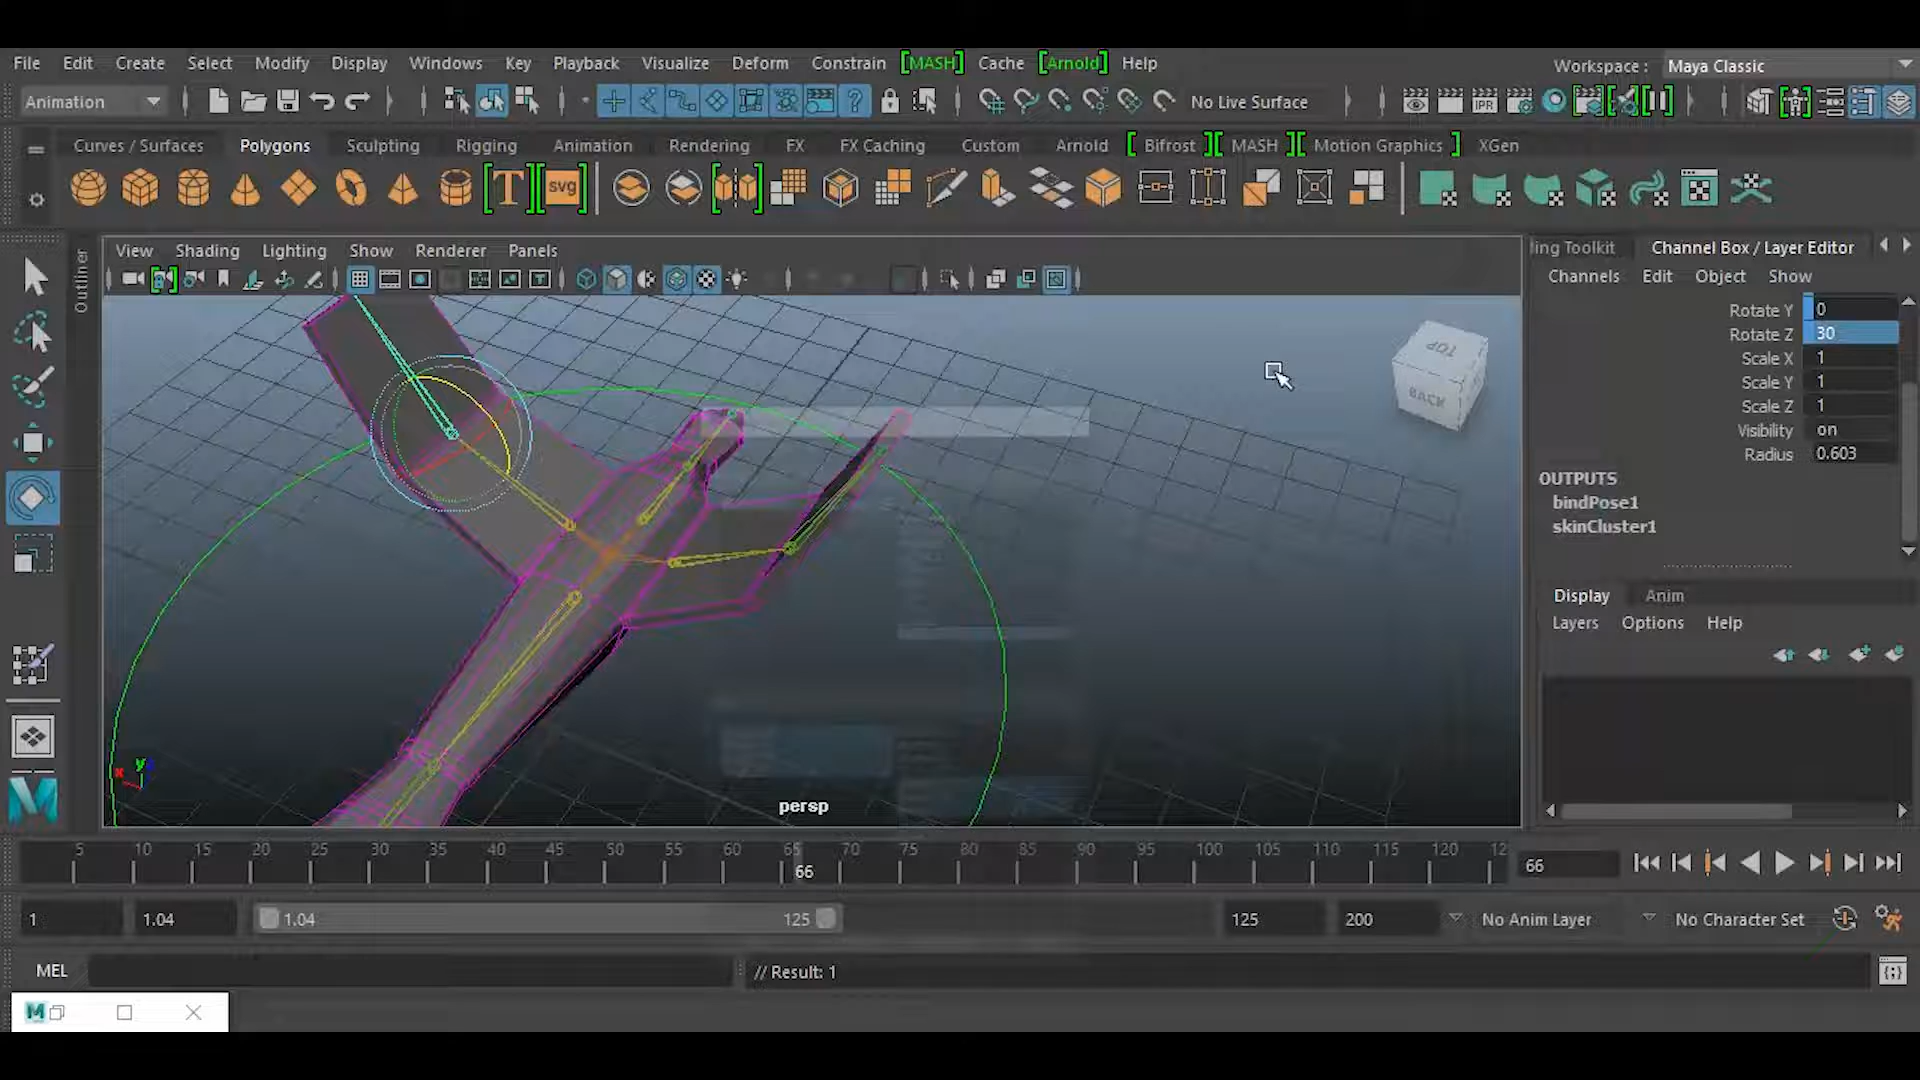 File Edit Create Select Modify Display Windows Key Playback Visualize Deform Constrain [MASH] Cache [Arnold] Help
Workspace : Maya Classic
Animation
IPR
No Live Surface
Curves / Surfaces Polygons Sculpting Rigging Animation Rendering FX FX Caching Custom Arnold [ Bifrost ][ MASH ][ Motion Graphics ] XGen
T
svg
View Shading Lighting Show Renderer Panels
Outliner
ling Toolkit Channel Box / Layer Editor
Channels Edit Object Show
Rotate Y 0
Rotate Z 30
Scale X 1
Scale Y 1
Scale Z 1
Visibility on
Radius 0.603
OUTPUTS
bindPose1
skinCluster1
TOP
BACK
Display Anim
Layers Options Help
x y
persp
5 10 15 20 25 30 35 40 45 50 55 60 65 70 75 80 85 90 95 100 105 110 115 120 12
66
66
1 1.04 1.04 125 125 200 No Anim Layer No Character Set
MEL // Result: 1
M